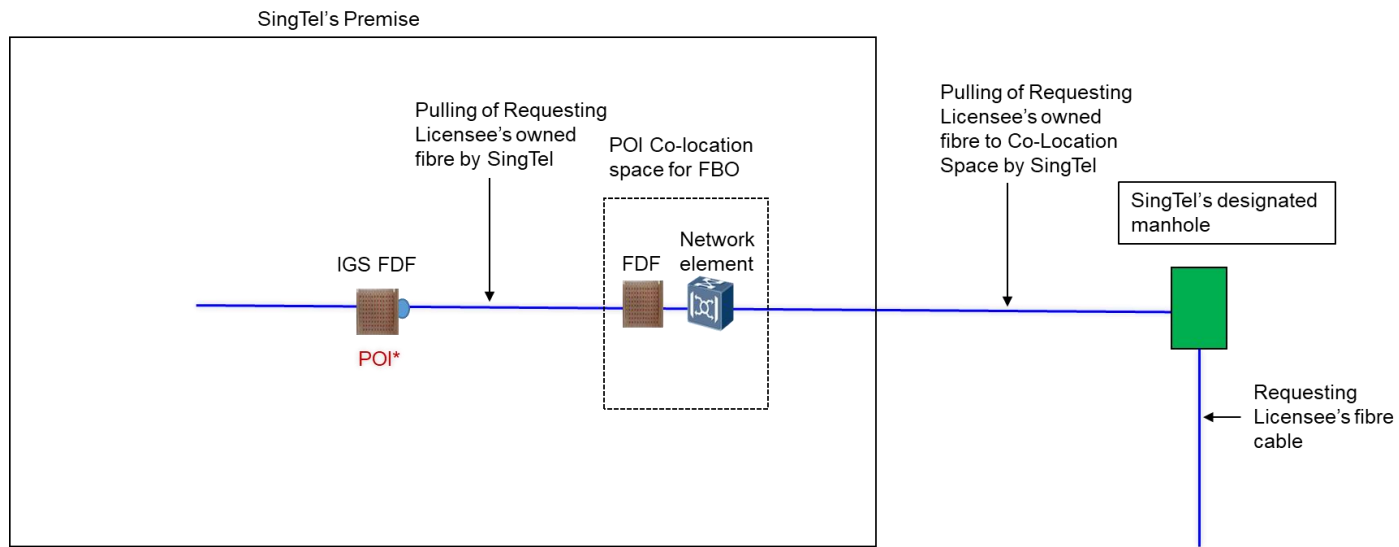 SingTel's Premise
Pulling of Requesting
Licensee's owned
fibre by SingTel
POI Co-location
space for FBO
Pulling of Requesting
Licensee's owned
fibre to Co-Location
Space by SingTel
SingTel's designated
manhole
IGS FDF
FDF
Network
element
POI*
Requesting
Licensee's fibre
cable